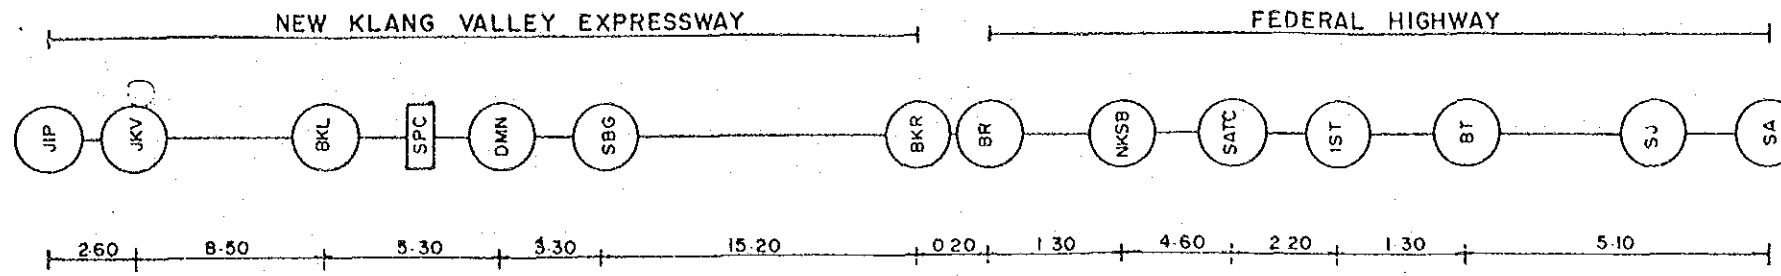 NEW KLANG VALLEY EXPRESSWAY
FEDERAL HIGHWAY
JIP JKV BKL SPC DMN SBG BKR BR NKSB SATC IST BT SJ SA
2·60 8·50 5·30 3·30 15·20 0·20 1·30 4·60 2·20 1·30 5·10